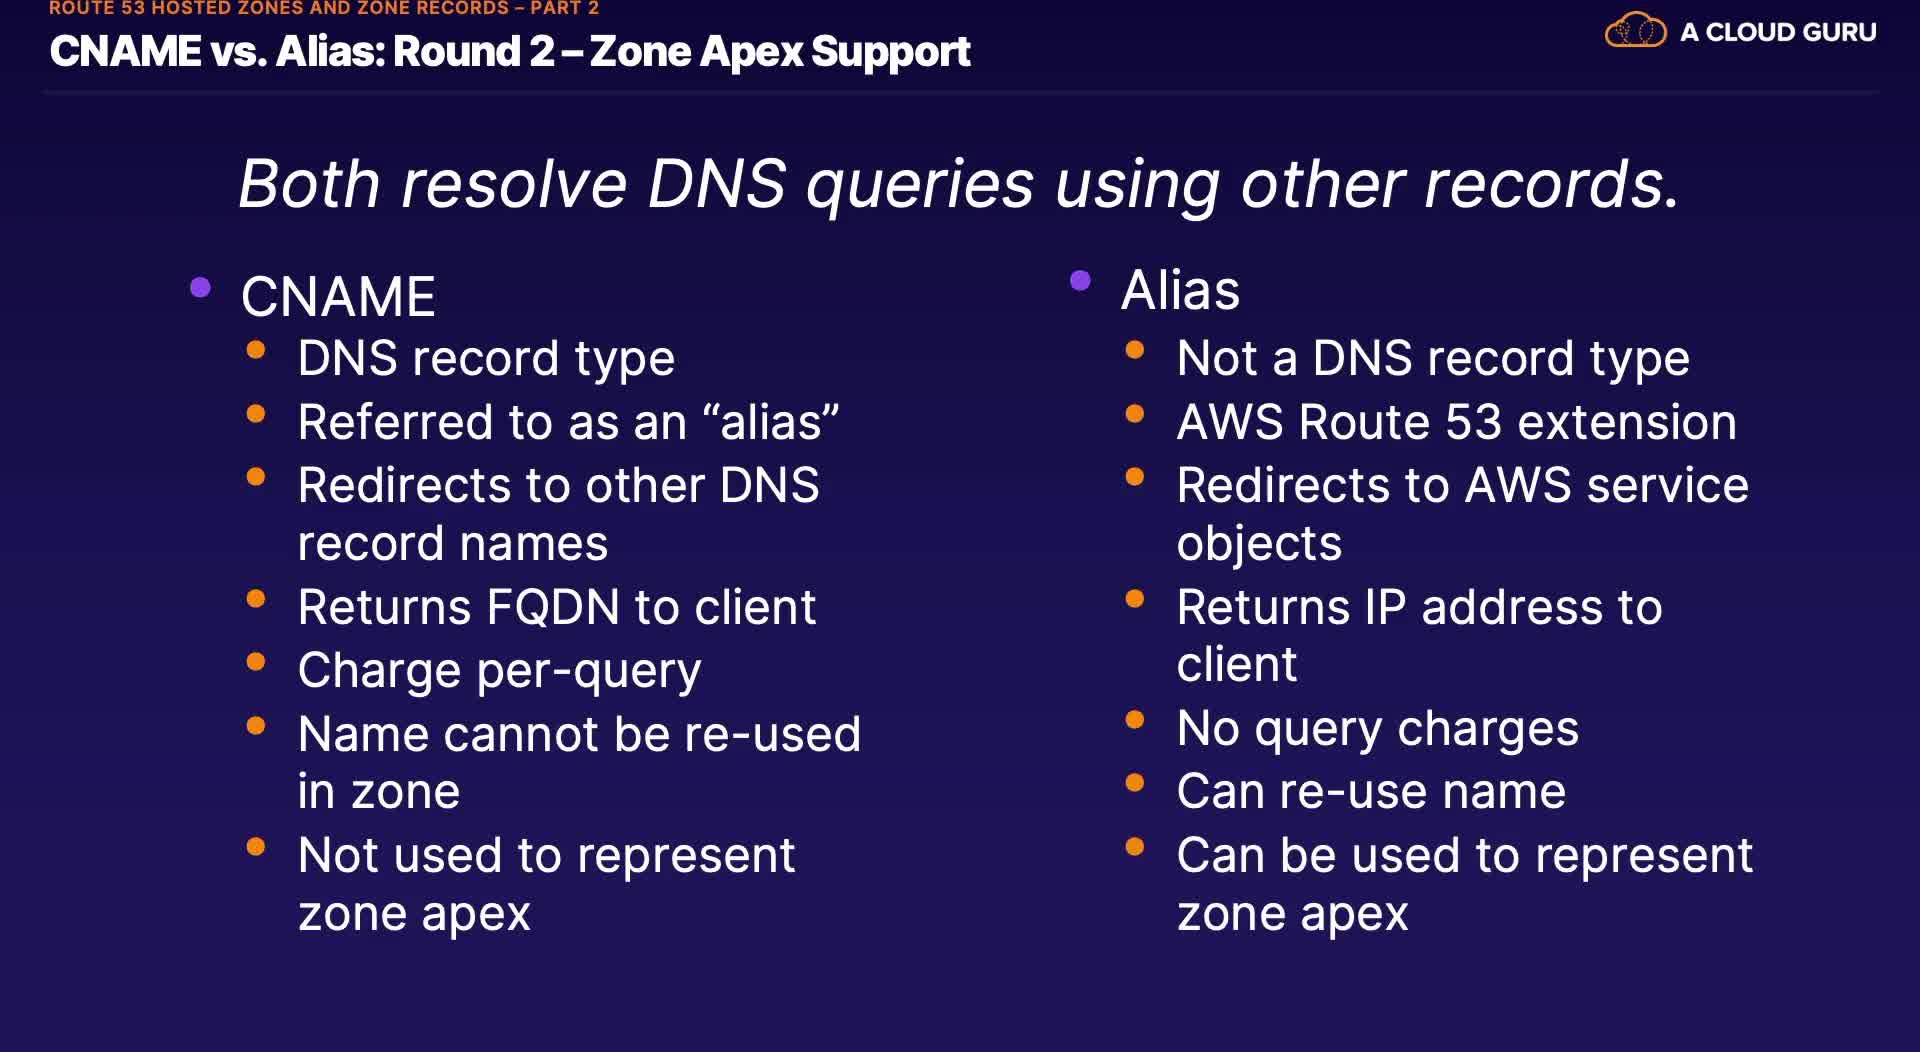 ROUTE 53 HOSTED ZONES AND ZONE RECORDS – PART 2
CNAME vs. Alias: Round 2 – Zone Apex Support
A CLOUD GURU
Both resolve DNS queries using other records.
CNAME
DNS record type
Referred to as an “alias”
Redirects to other DNS
record names
Returns FQDN to client
Charge per-query
Name cannot be re-used
in zone
Not used to represent
zone apex
Alias
Not a DNS record type
AWS Route 53 extension
Redirects to AWS service
objects
Returns IP address to
client
No query charges
Can re-use name
Can be used to represent
zone apex